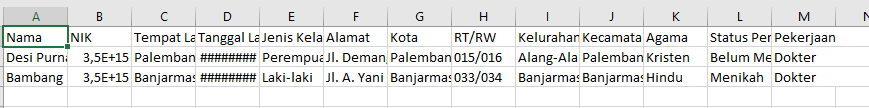 A B C D E F G H I J K L M
Nama NIK Tempat La Tanggal La Jenis Kela Alamat Kota RT/RW Kelurahan Kecamata Agama Status Per Pekerjaan
Desi Purna 3,5E+15 Palemban ######## Perempua Jl. Deman Palemban 015/016 Alang-Ala Palemban Kristen Belum Me Dokter
Bambang 3,5E+15 Banjarmas ######## Laki-laki Jl. A. Yani Banjarmas 033/034 Banjarmas Banjarmas Hindu Menikah Dokter